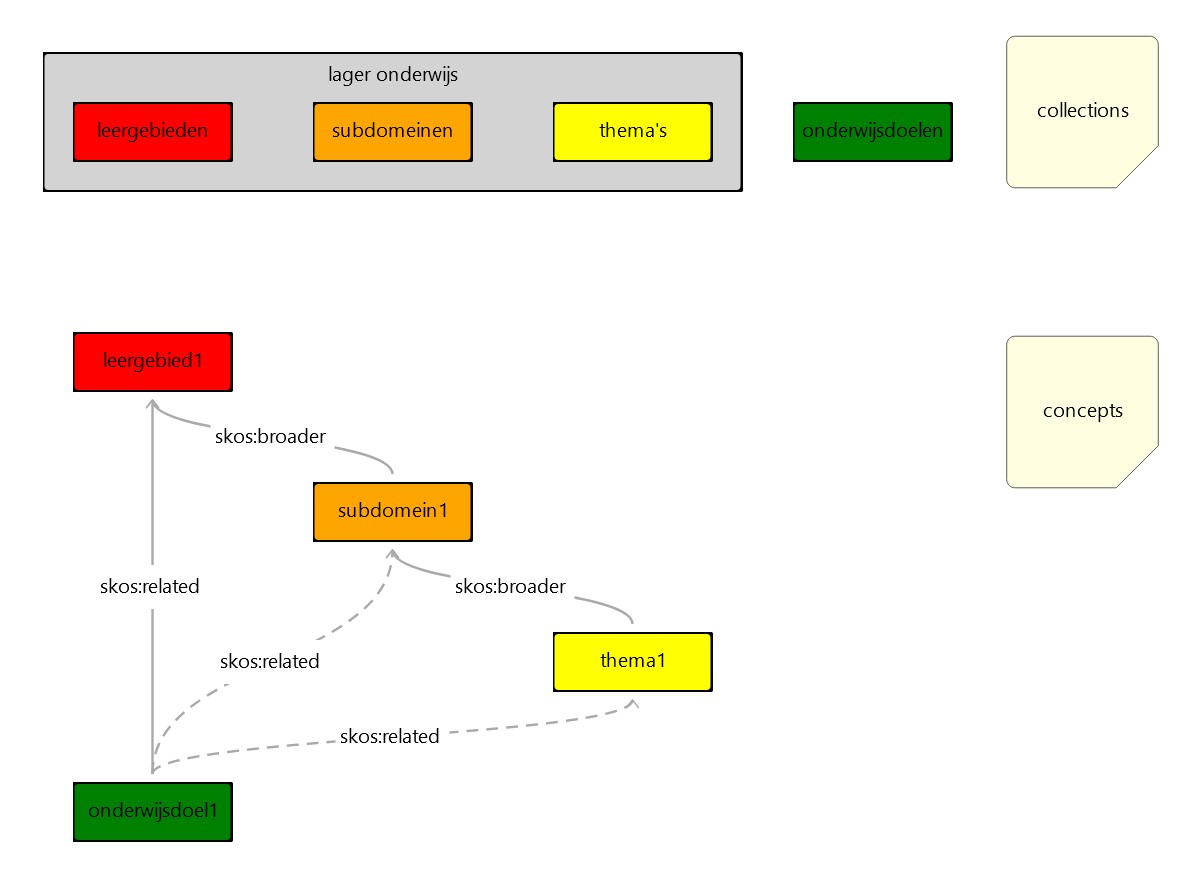 lager onderwijs
leergebieden
subdomeinen
thema's
onderwijsdoelen
collections
leergebied1
concepts
skos:broader
subdomein1
skos:related
skos:broader
skos:related
thema1
skos:related
onderwijsdoel1